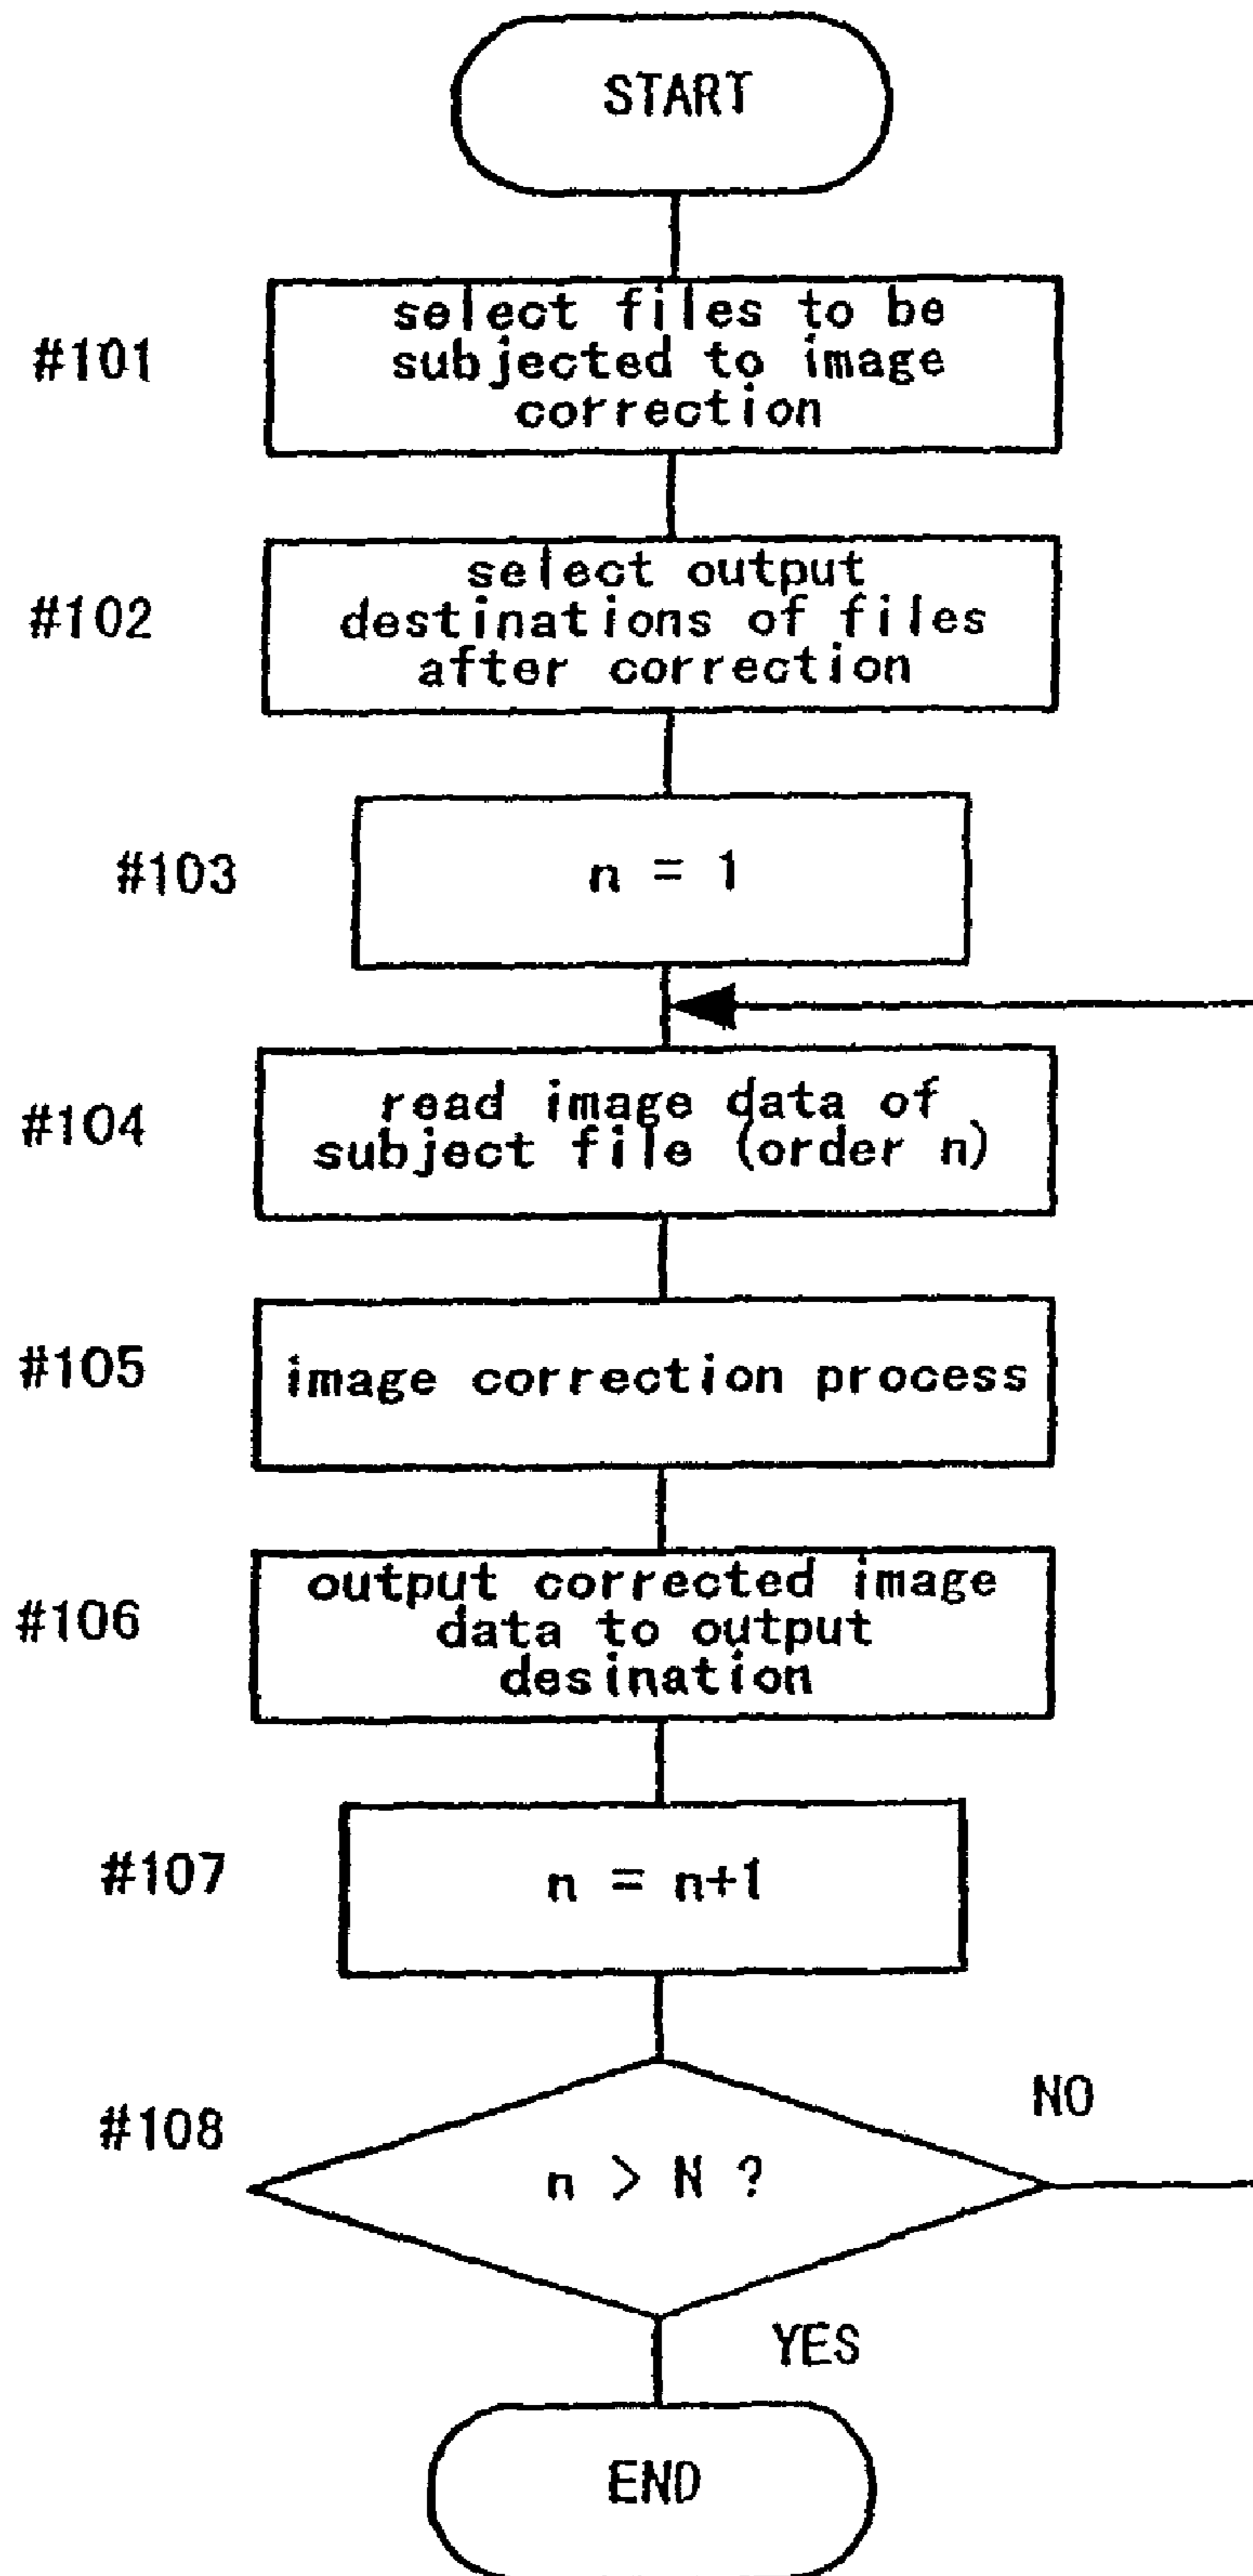 START
#101
select files to be
subjected to image
correction
#102
select output
destinations of files
after correction
#103
n = 1
#104
read image data of
subject file (order n)
#105
image correction process
#106
output corrected image
data to output
desination
#107
n = n+1
#108
n > N ?
NO
YES
END